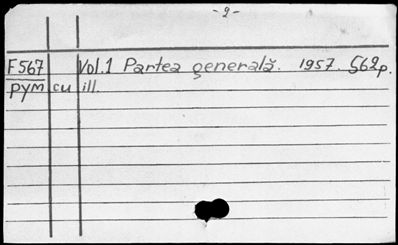 - 2 -
F567 Vol.1 Partea generală. 1957. 562p.
pym cu ill.